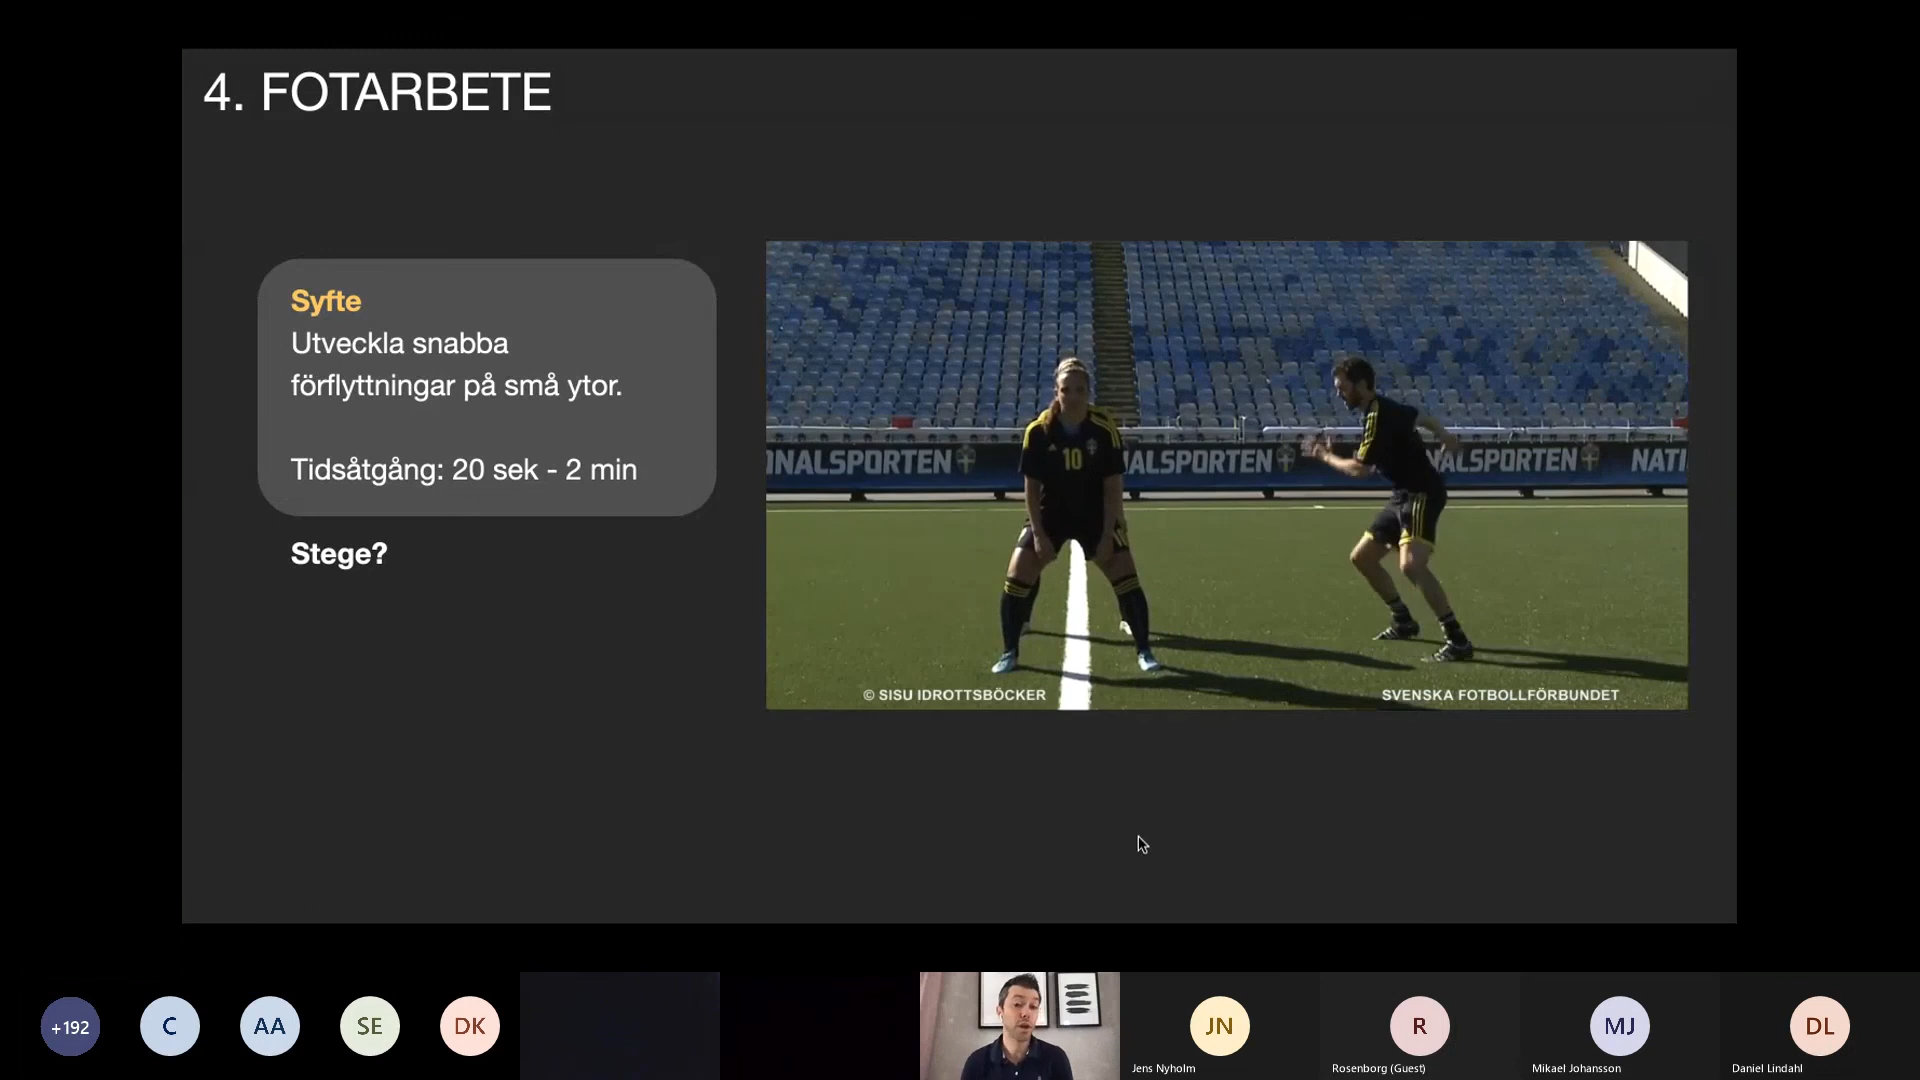 4. FOTARBETE
Syfte
Utveckla snabba
förflyttningar på små ytor.
Tidsåtgång: 20 sek - 2 min
Stege?
NALSPORTEN
ALSPORTEN
ALSPORTEN
NATI
10
© SISU IDROTTSBÖCKER
SVENSKA FOTBOLLFÖRBUNDET
+192
C
AA
SE
DK
JN
R
MJ
DL
Jens Nyholm
Rosenborg (Guest)
Mikael Johansson
Daniel Lindahl